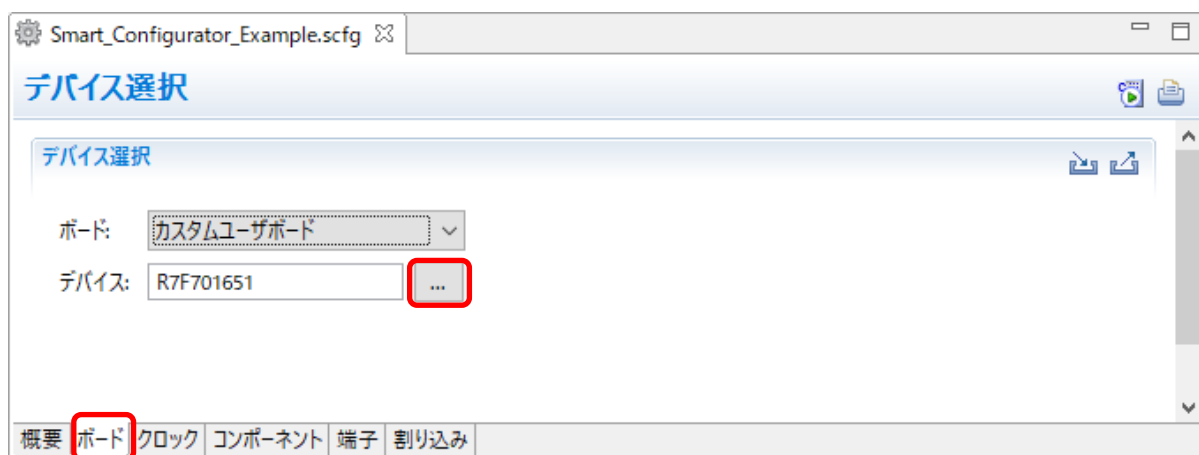 Smart_Configurator_Example.scfg
デバイス選択
デバイス選択
ボード: カスタムユーザボード
デバイス: R7F701651 ...
概要 ボード クロック コンポーネント 端子 割り込み